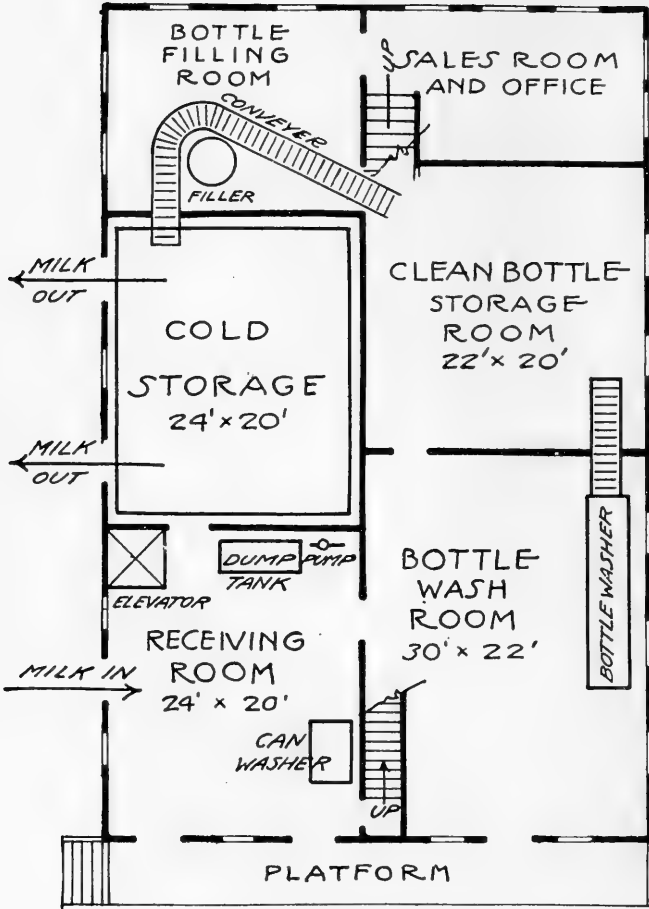 BOTTLE
FILLING
ROOM
UP
SALES ROOM
AND OFFICE
CONVEYER
FILLER
MILK
OUT
COLD
STORAGE
24' × 20'
CLEAN BOTTLE
STORAGE
ROOM
22' × 20'
MILK
OUT
DUMP
TANK
PUMP
ELEVATOR
BOTTLE
WASH
ROOM
30' × 22'
BOTTLE WASHER
RECEIVING
ROOM
24' × 20'
MILK IN
CAN
WASHER
UP
PLATFORM